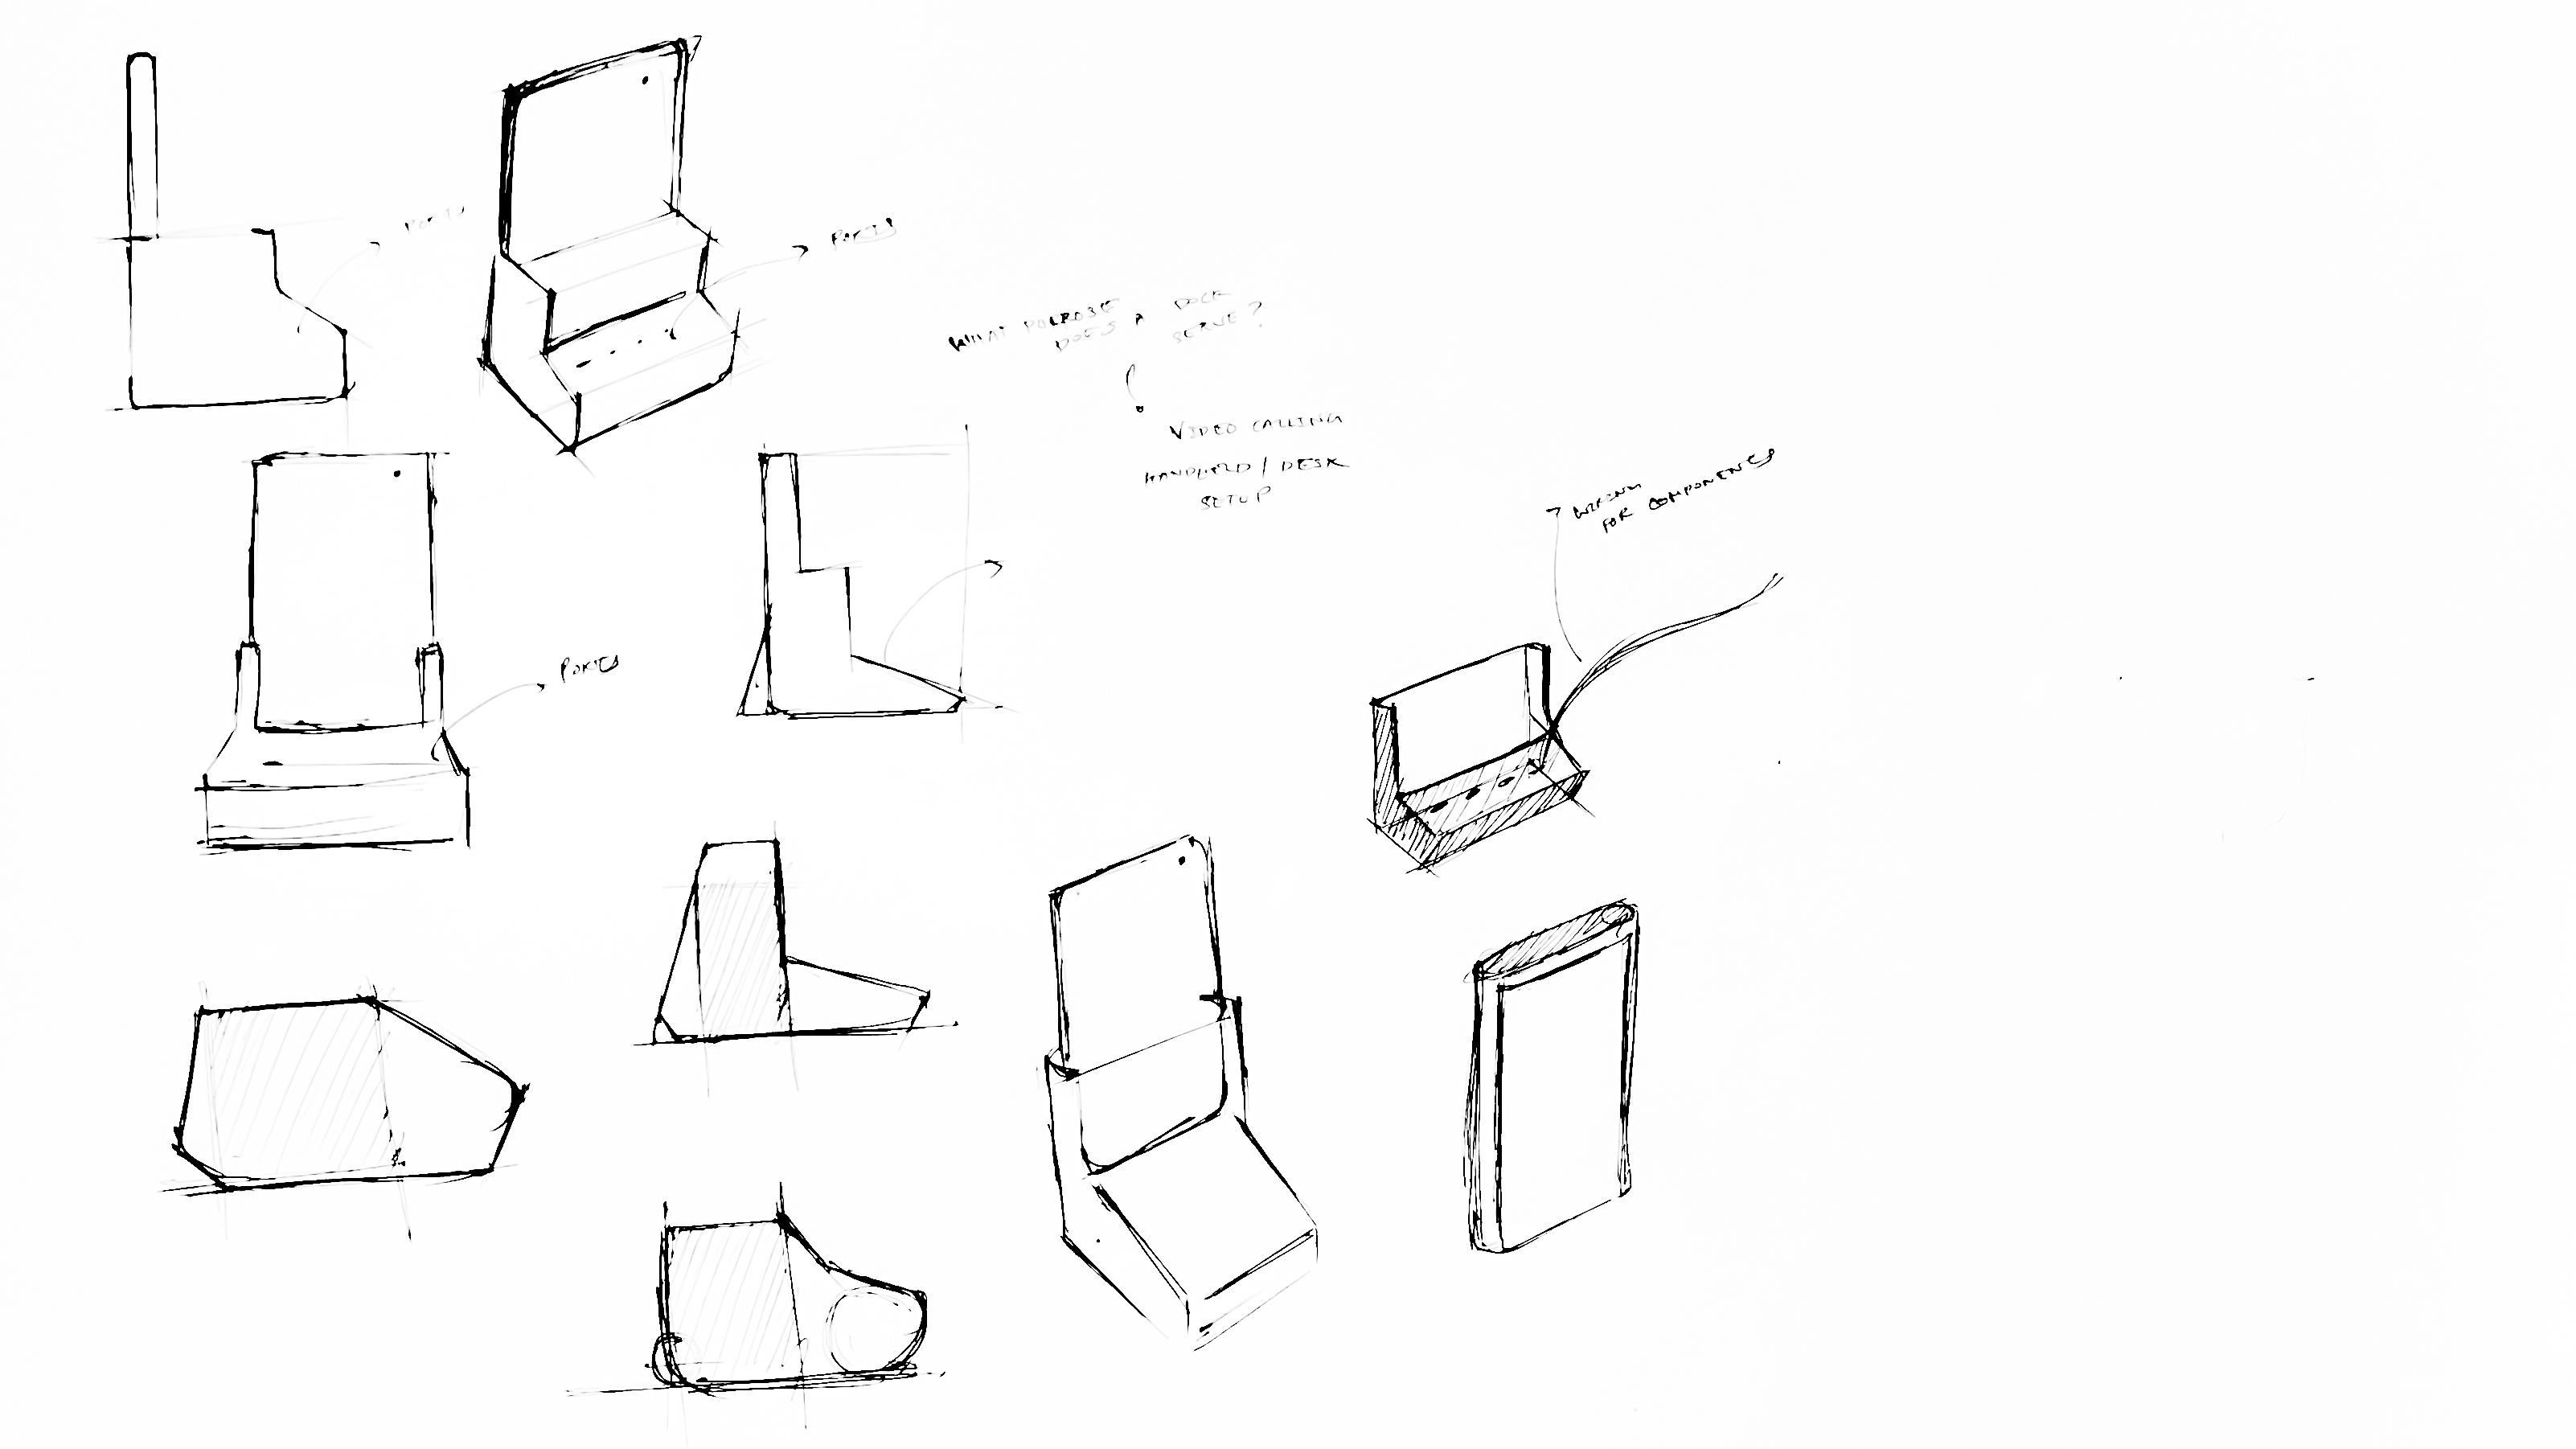 PORTS
PORTS
WHAT PURPOSE
DOES A DOCK
SERVE?
VIDEO CALLING
HANDHELD / DESK
SETUP
WIRING
FOR COMPONENTS
PORTS